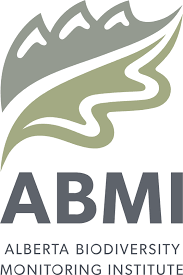 ABMI
ALBERTA BIODIVERSITY
MONITORING INSTITUTE